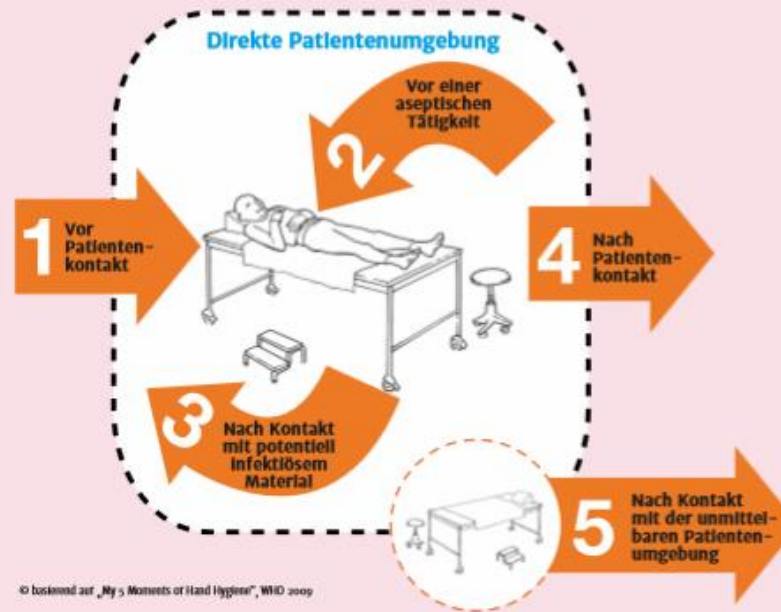 Direkte Patientenumgebung
Vor einer
aseptischen
Tätigkeit
2
1
Vor
Patienten-
kontakt
4
Nach
Patienten-
kontakt
3
Nach Kontakt
mit potentiell
infektiösem
Material
5
Nach Kontakt
mit der unmittel-
baren Patienten-
umgebung
© basierend auf „My 5 Moments of Hand Hygiene“, WHO 2009